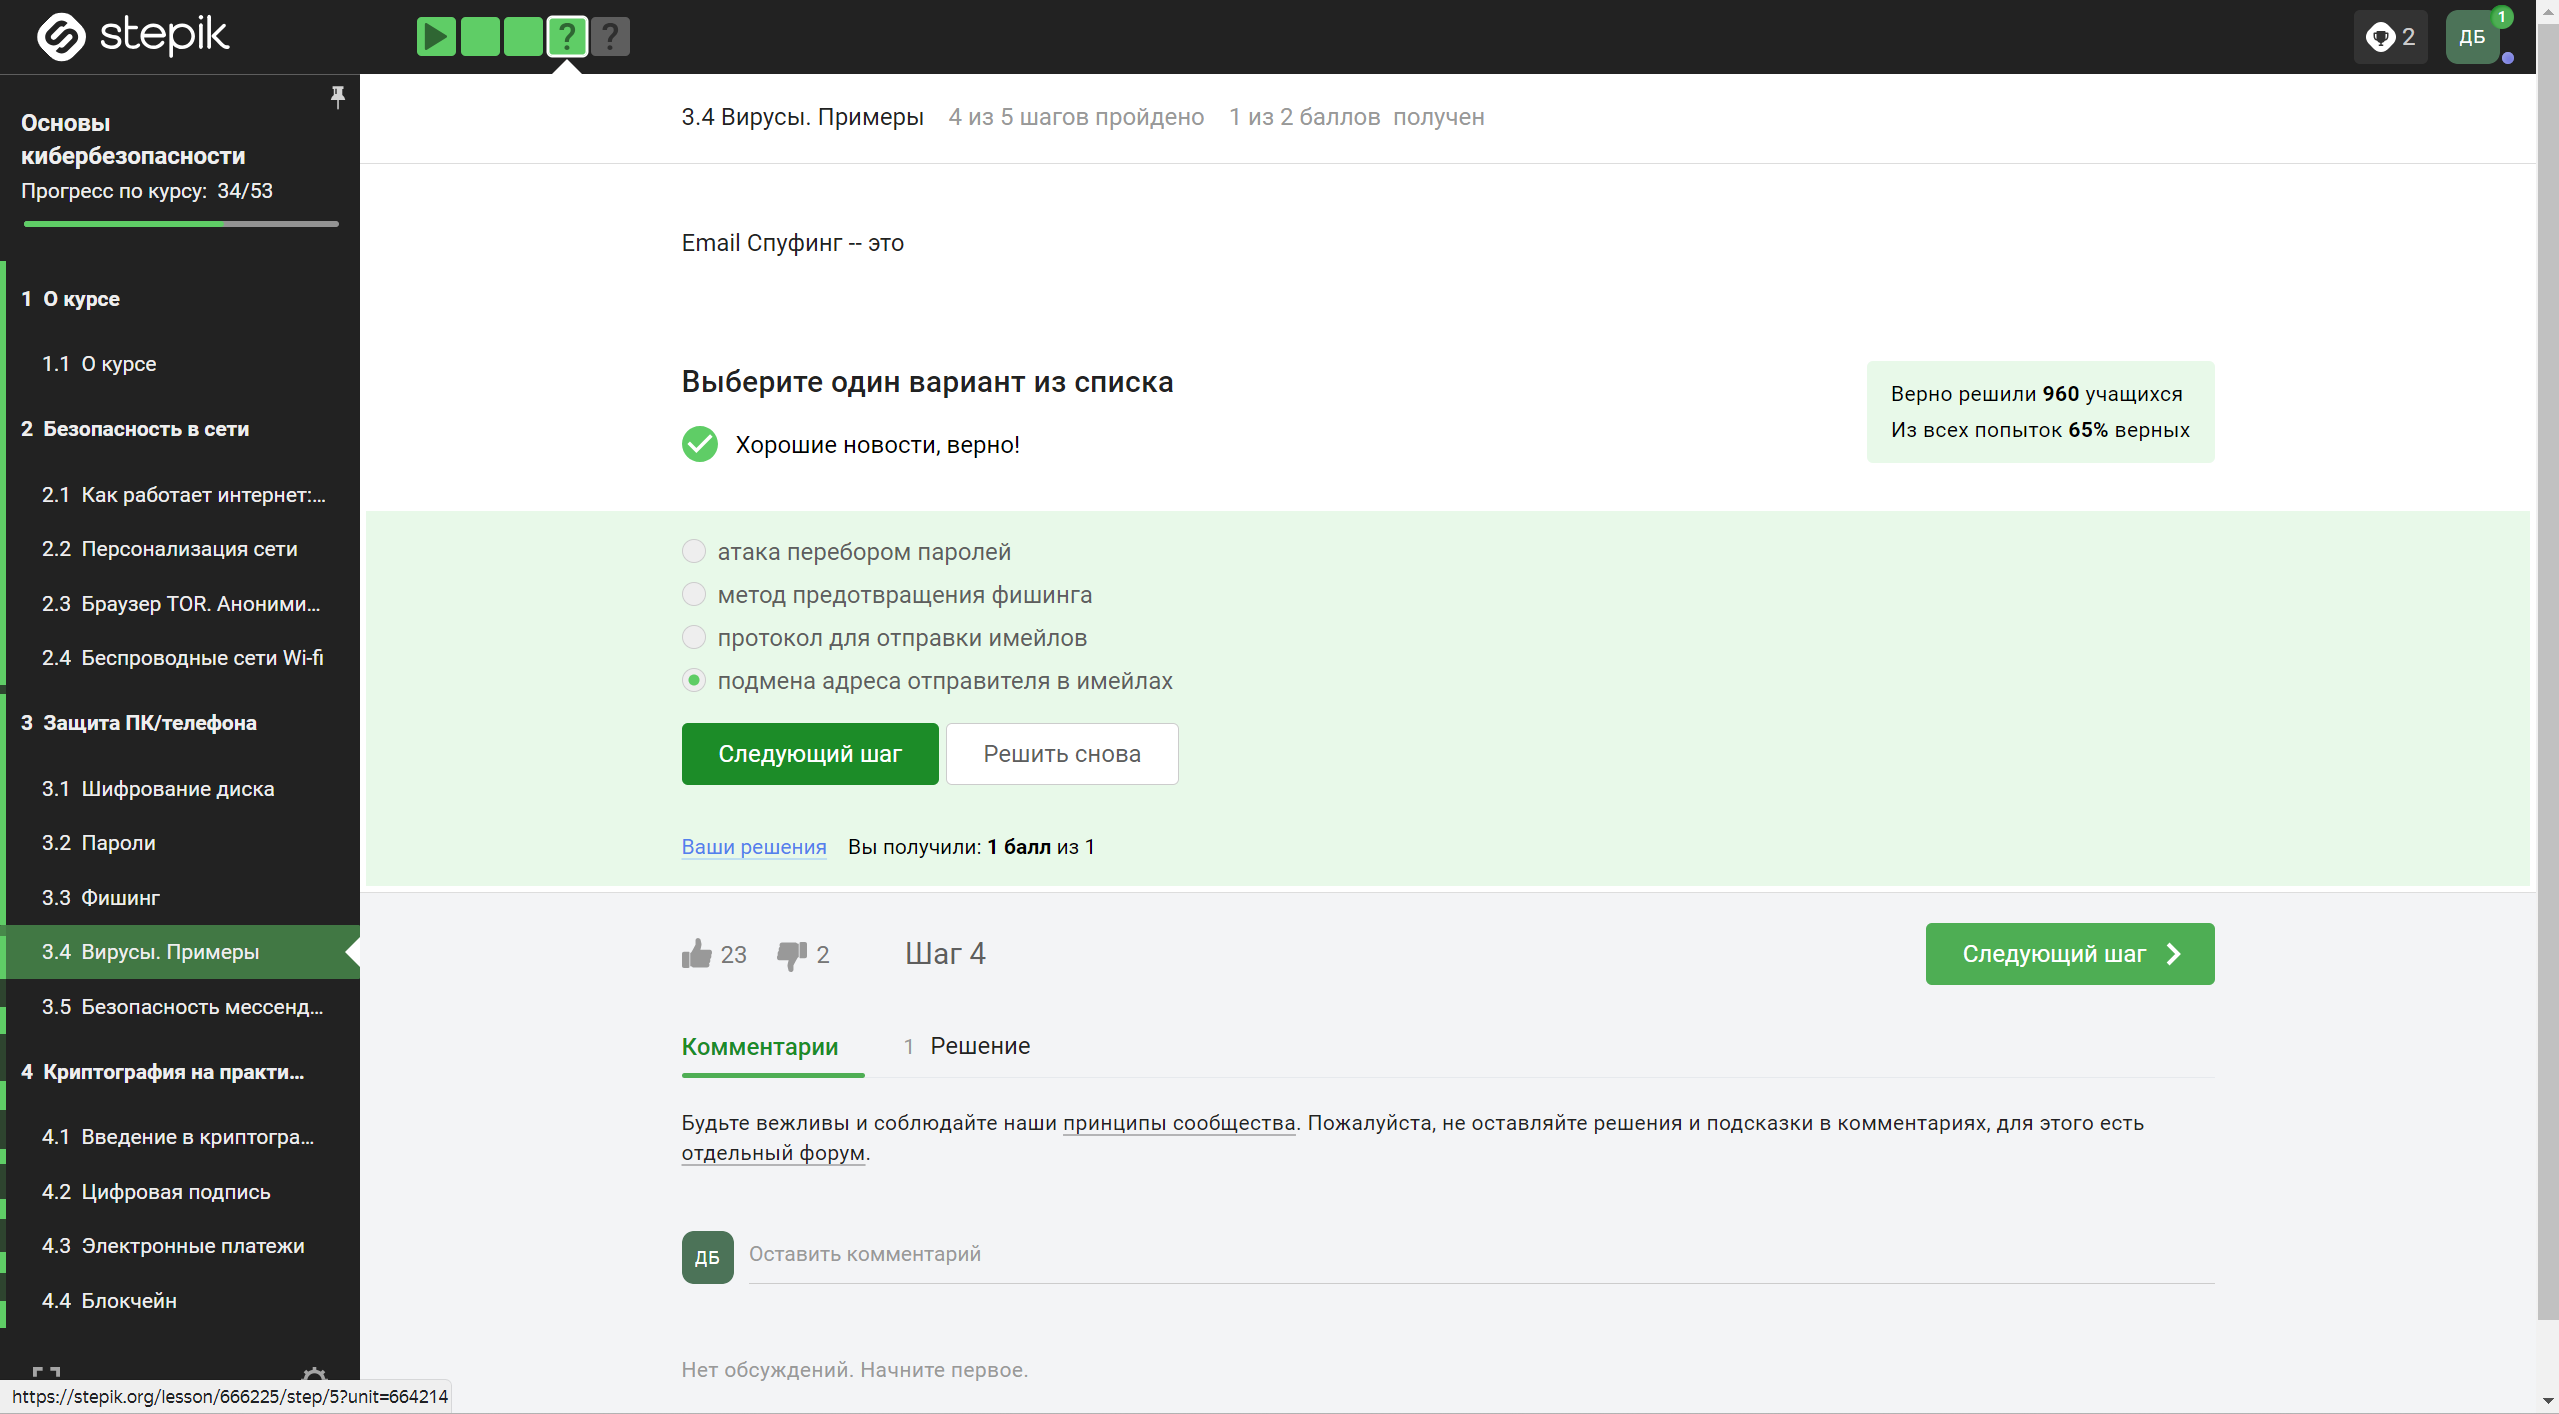 stepik
?
?
2
ДБ
1
Основы
кибербезопасности
Прогресс по курсу: 34/53
1 О курсе
1.1 О курсе
2 Безопасность в сети
2.1 Как работает интернет:...
2.2 Персонализация сети
2.3 Браузер TOR. Аноними...
2.4 Беспроводные сети Wi-fi
3 Защита ПК/телефона
3.1 Шифрование диска
3.2 Пароли
3.3 Фишинг
3.4 Вирусы. Примеры
3.5 Безопасность мессенд...
4 Криптография на практи...
4.1 Введение в криптогра...
4.2 Цифровая подпись
4.3 Электронные платежи
4.4 Блокчейн
https://stepik.org/lesson/666225/step/5?unit=664214
3.4 Вирусы. Примеры 4 из 5 шагов пройдено 1 из 2 баллов получен
Email Спуфинг -- это
Выберите один вариант из списка
Хорошие новости, верно!
Верно решили 960 учащихся
Из всех попыток 65% верных
атака перебором паролей
метод предотвращения фишинга
протокол для отправки имейлов
подмена адреса отправителя в имейлах
Следующий шаг Решить снова
Ваши решения Вы получили: 1 балл из 1
23 2 Шаг 4 Следующий шаг
Комментарии 1 Решение
Будьте вежливы и соблюдайте наши принципы сообщества. Пожалуйста, не оставляйте решения и подсказки в комментариях, для этого есть
отдельный форум.
ДБ Оставить комментарий
Нет обсуждений. Начните первое.